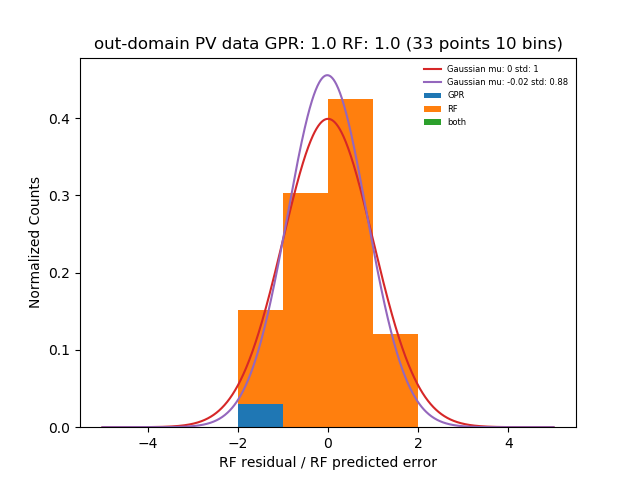 out-domain PV data GPR: 1.0 RF: 1.0 (33 points 10 bins)
Gaussian mu: 0 std: 1
Gaussian mu: -0.02 std: 0.88
GPR
RF
both
Normalized Counts
0.4
0.3
0.2
0.1
0.0
−4
−2
0
2
4
RF residual / RF predicted error